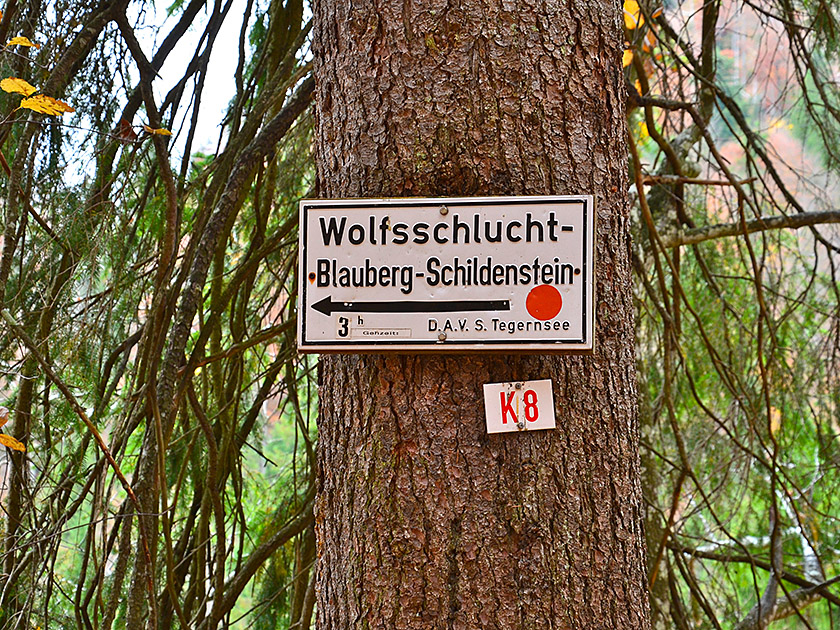 Wolfsschlucht-
Blauberg-Schildenstein
3 h Gehzeit D.A.V. S. Tegernsee
K8